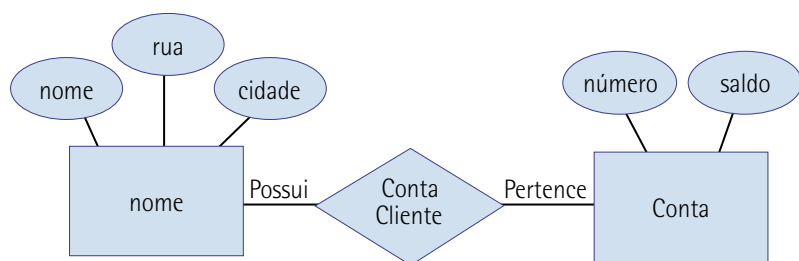 rua
nome
cidade
número
saldo
nome
Possui
Conta
Cliente
Pertence
Conta